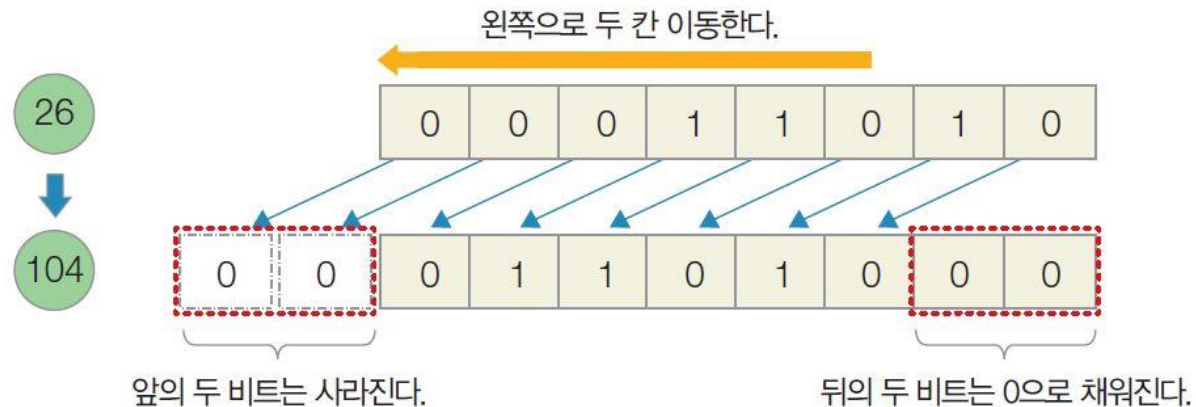 왼쪽으로 두 칸 이동한다.
26
0 0 0 1 1 0 1 0
104
0 0 0 1 1 0 1 0 0 0
앞의 두 비트는 사라진다.
뒤의 두 비트는 0으로 채워진다.